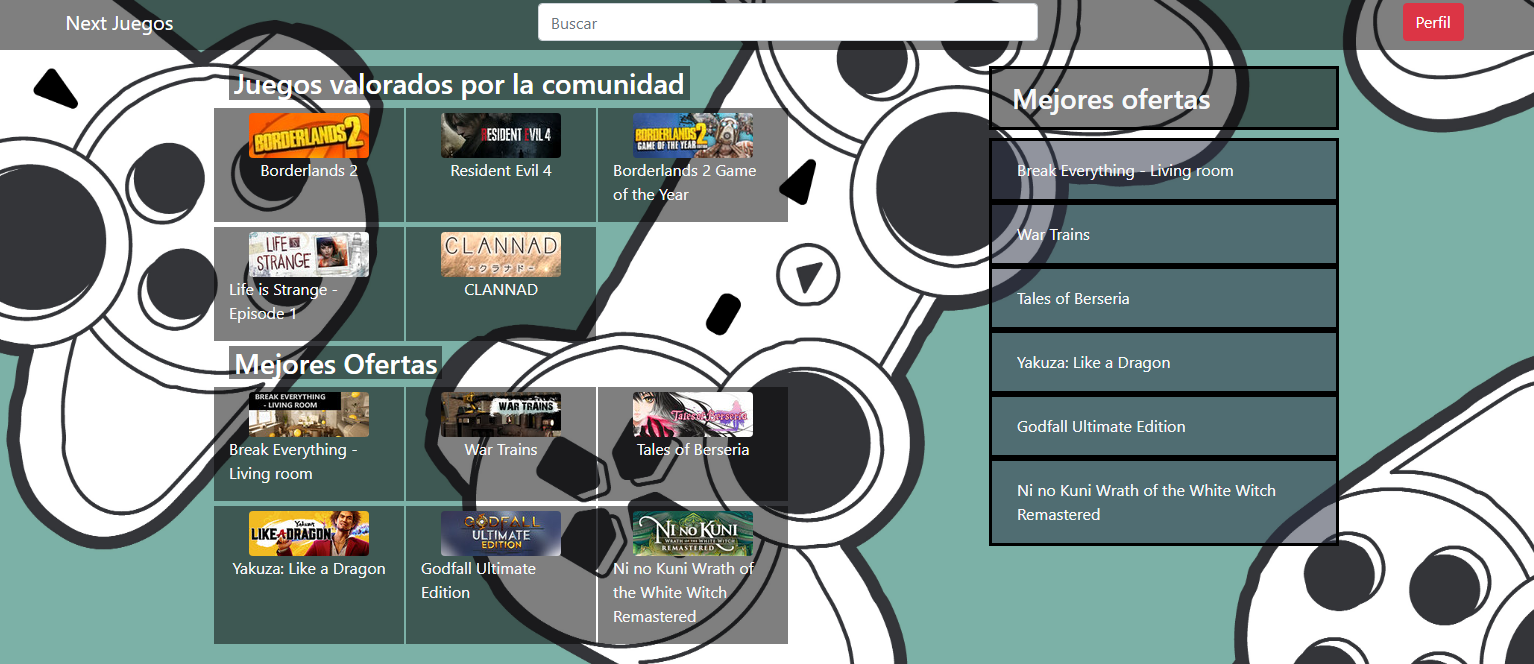 Next Juegos
Buscar
Perfil
Juegos valorados por la comunidad
BORDERLANDS 2
Borderlands 2
RESIDENT EVIL 4
Resident Evil 4
BORDERLANDS 2
GAME OF THE YEAR
Borderlands 2 Game
of the Year
LIFE IS
STRANGE
Life is Strange -
Episode 1
CLANNAD
-クラナド-
CLANNAD
Mejores Ofertas
BREAK EVERYTHING
- LIVING ROOM
Break Everything -
Living room
WAR TRAINS
War Trains
Tales of Berseria
Tales of Berseria
Yakuza
LIKE A DRAGON
Yakuza: Like a Dragon
GODFALL
ULTIMATE
EDITION
Godfall Ultimate
Edition
NI NO KUNI
WRATH OF THE WHITE WITCH
REMASTERED
Ni no Kuni Wrath of
the White Witch
Remastered
Mejores ofertas
Break Everything - Living room
War Trains
Tales of Berseria
Yakuza: Like a Dragon
Godfall Ultimate Edition
Ni no Kuni Wrath of the White Witch
Remastered